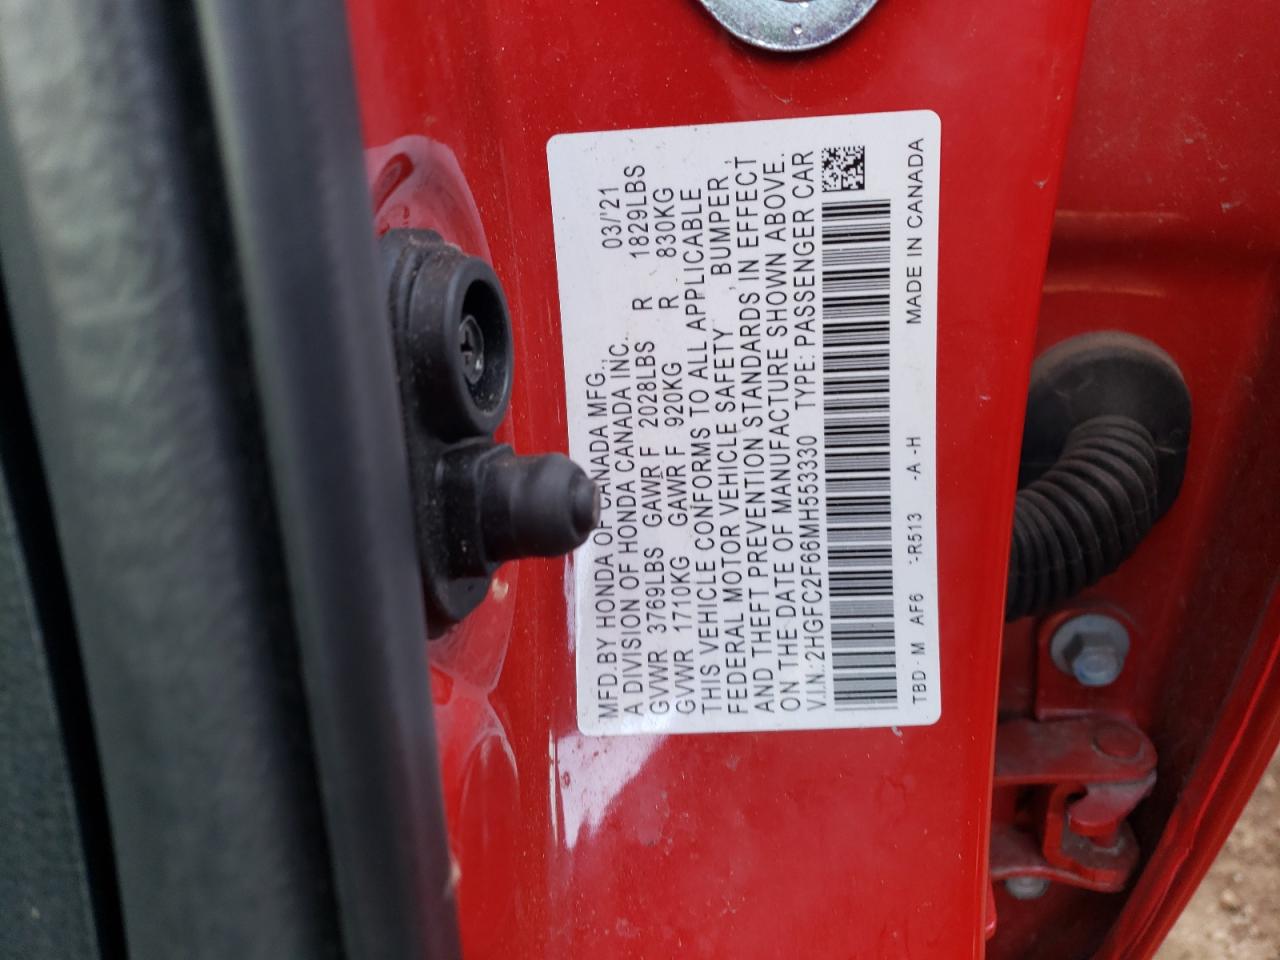 MFD.BY HONDA OF CANADA MFG., 03/'21
A DIVISION OF HONDA CANADA INC.
GVWR 3769LBS GAWR F 2028LBS R 1829LBS
GVWR 1710KG GAWR F 920KG R 830KG
THIS VEHICLE CONFORMS TO ALL APPLICABLE
FEDERAL MOTOR VEHICLE SAFETY, BUMPER,
AND THEFT PREVENTION STANDARDS IN EFFECT
ON THE DATE OF MANUFACTURE SHOWN ABOVE.
V.I.N.: 2HGFC2F66MH553330 TYPE: PASSENGER CAR
TBD - M AF6 -R513 -A -H MADE IN CANADA